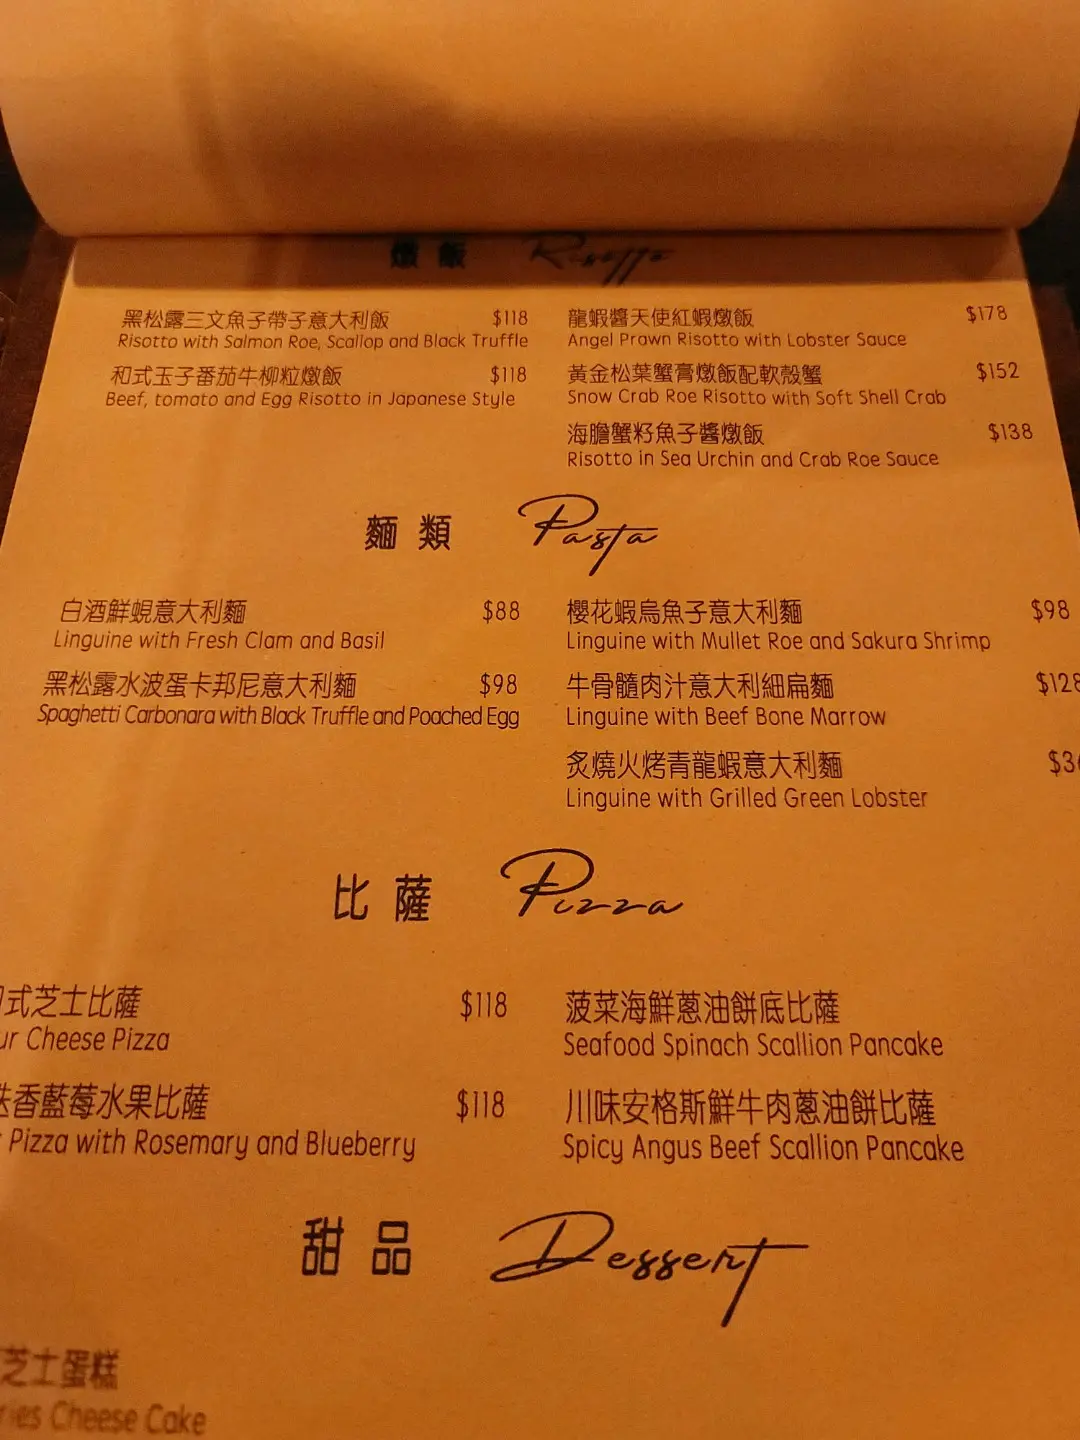 燉飯 Risotto
黑松露三文魚子帶子意大利飯 $118
Risotto with Salmon Roe, Scallop and Black Truffle
和式玉子番茄牛柳粒燉飯 $118
Beef, tomato and Egg Risotto in Japanese Style
龍蝦醬天使紅蝦燉飯 $178
Angel Prawn Risotto with Lobster Sauce
黃金松葉蟹膏燉飯配軟殼蟹 $152
Snow Crab Roe Risotto with Soft Shell Crab
海膽蟹籽魚子醬燉飯 $138
Risotto in Sea Urchin and Crab Roe Sauce
麵類 Pasta
白酒鮮蜆意大利麵 $88
Linguine with Fresh Clam and Basil
黑松露水波蛋卡邦尼意大利麵 $98
Spaghetti Carbonara with Black Truffle and Poached Egg
櫻花蝦烏魚子意大利麵 $98
Linguine with Mullet Roe and Sakura Shrimp
牛骨髓肉汁意大利細扁麵 $128
Linguine with Beef Bone Marrow
炙燒火烤青龍蝦意大利麵
Linguine with Grilled Green Lobster
比薩 Pizza
式芝士比薩 $118
Cheese Pizza
香藍莓水果比薩 $118
Pizza with Rosemary and Blueberry
菠菜海鮮蔥油餅底比薩
Seafood Spinach Scallion Pancake
川味安格斯鮮牛肉蔥油餅比薩
Spicy Angus Beef Scallion Pancake
甜品 Dessert
芝士蛋糕
Cheese Cake